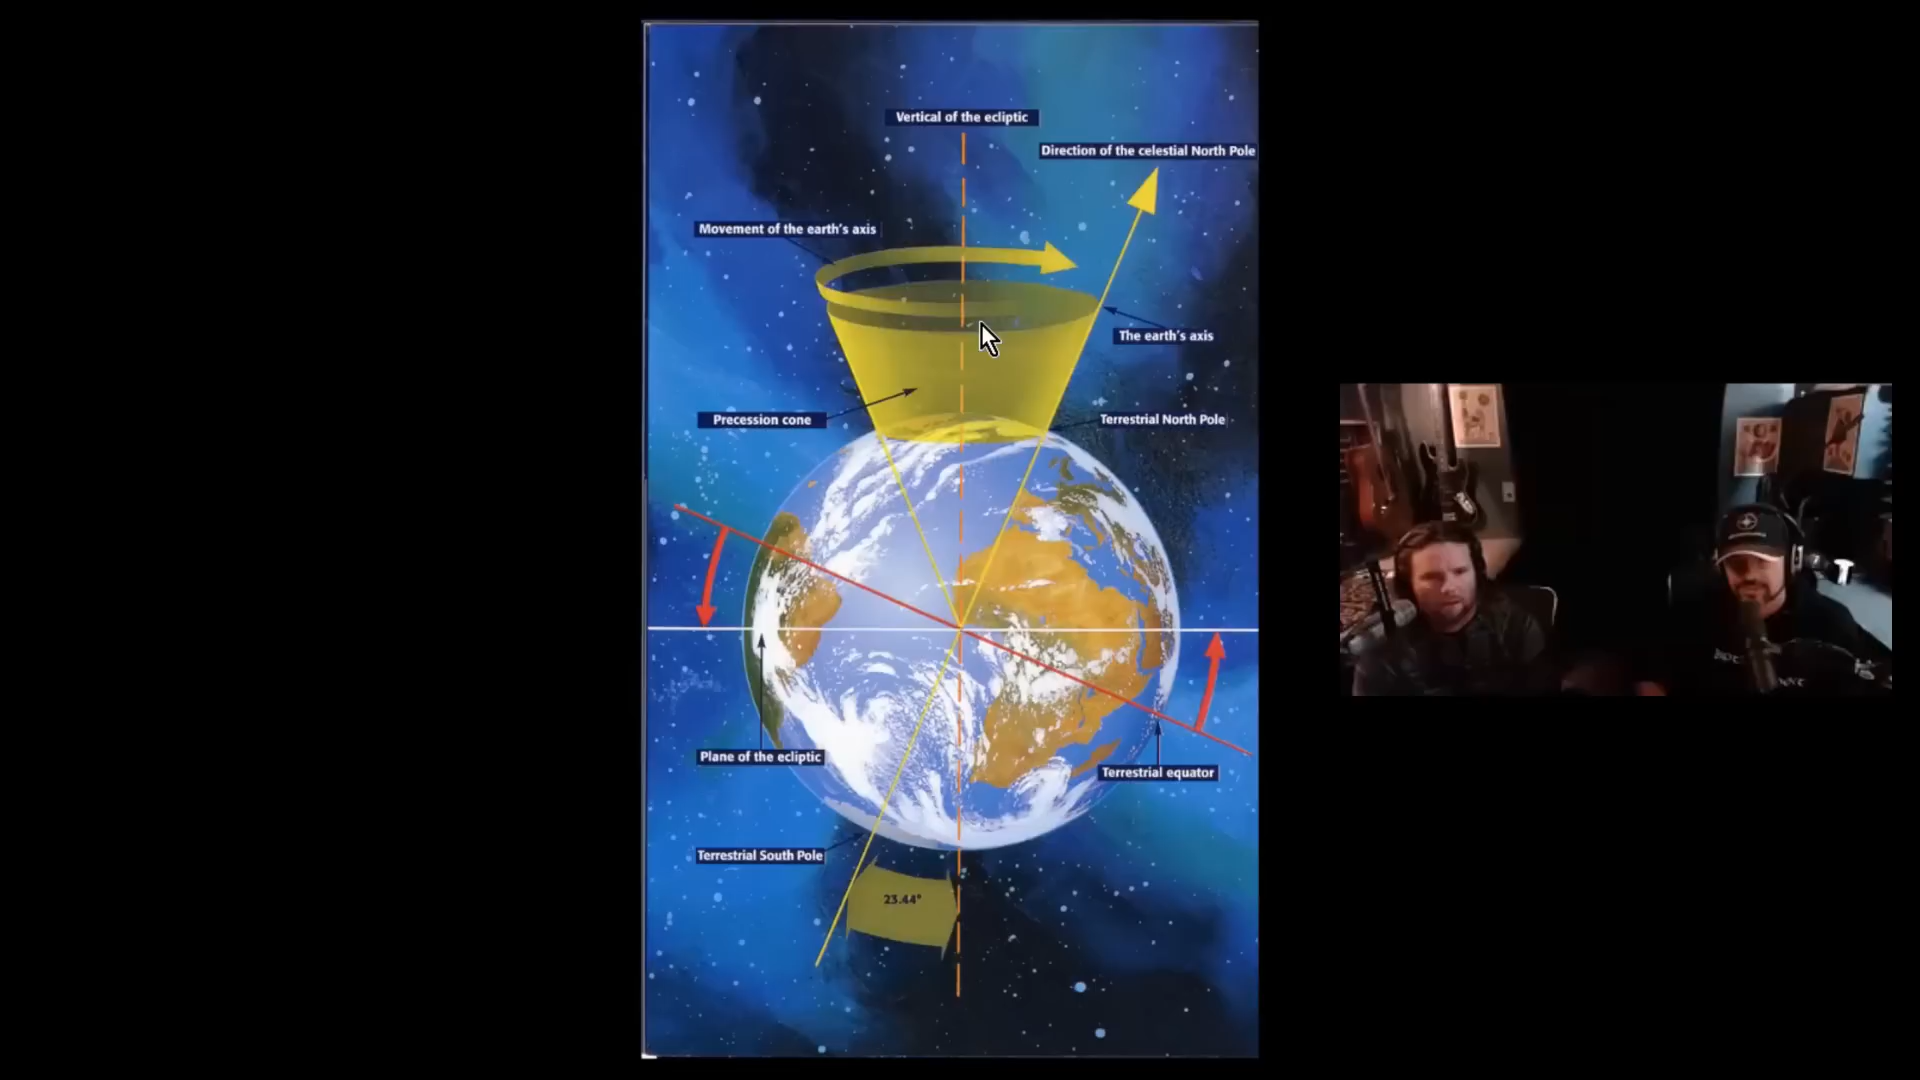 Vertical of the ecliptic
Direction of the celestial North Pole
Movement of the earth's axis
The earth's axis
Precession cone
Terrestrial North Pole
Plane of the ecliptic
Terrestrial equator
Terrestrial South Pole
23.44°